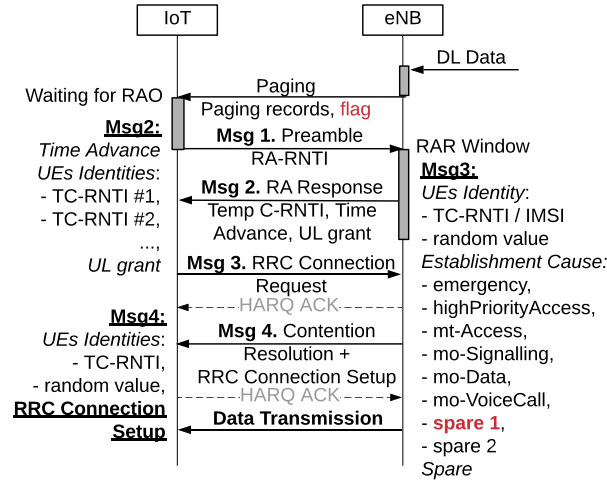 IoT
eNB
DL Data
Paging
Waiting for RAO
Paging records, flag
Msg2:
Time Advance
UEs Identities:
- TC-RNTI #1,
- TC-RNTI #2,
...,
UL grant
Msg 1. Preamble
RA-RNTI
Msg 2. RA Response
Temp C-RNTI, Time
Advance, UL grant
Msg 3. RRC Connection
Request
HARQ ACK
Msg4:
UEs Identities:
- TC-RNTI,
- random value,
RRC Connection
Setup
Msg 4. Contention
Resolution +
RRC Connection Setup
HARQ ACK
Data Transmission
RAR Window
Msg3:
UEs Identity:
- TC-RNTI / IMSI
- random value
Establishment Cause:
- emergency,
- highPriorityAccess,
- mt-Access,
- mo-Signalling,
- mo-Data,
- mo-VoiceCall,
- spare 1,
- spare 2
Spare